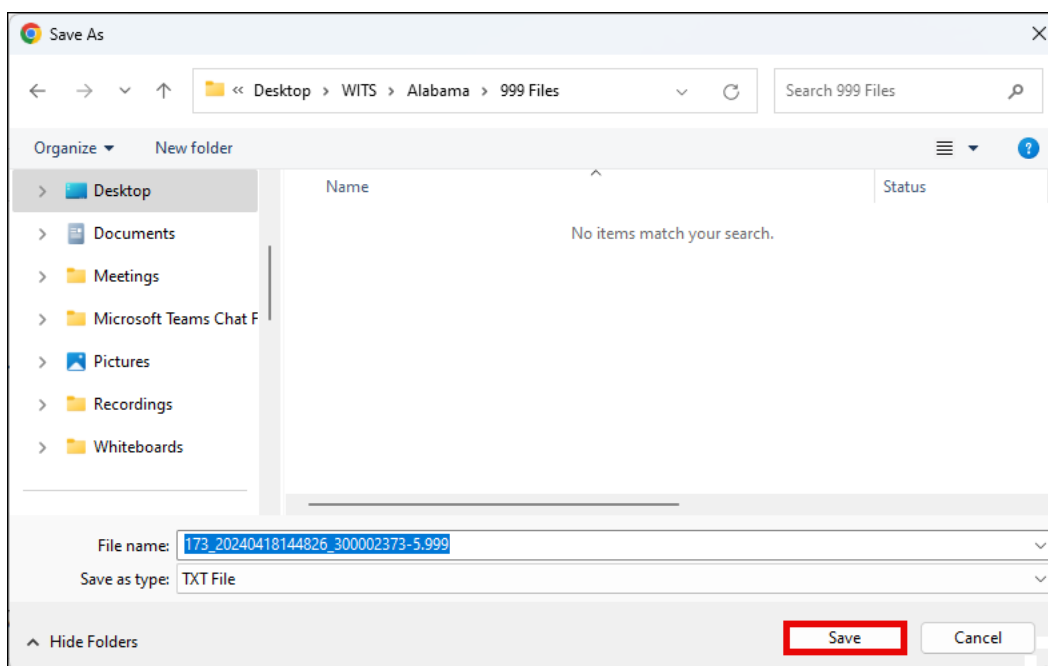 Save As
« Desktop > WITS > Alabama > 999 Files
Search 999 Files
Organize
New folder
Name
Status
Desktop
No items match your search.
Documents
Meetings
Microsoft Teams Chat F
Pictures
Recordings
Whiteboards
File name: 173_20240418144826_300002373-5.999
Save as type: TXT File
Hide Folders
Save
Cancel